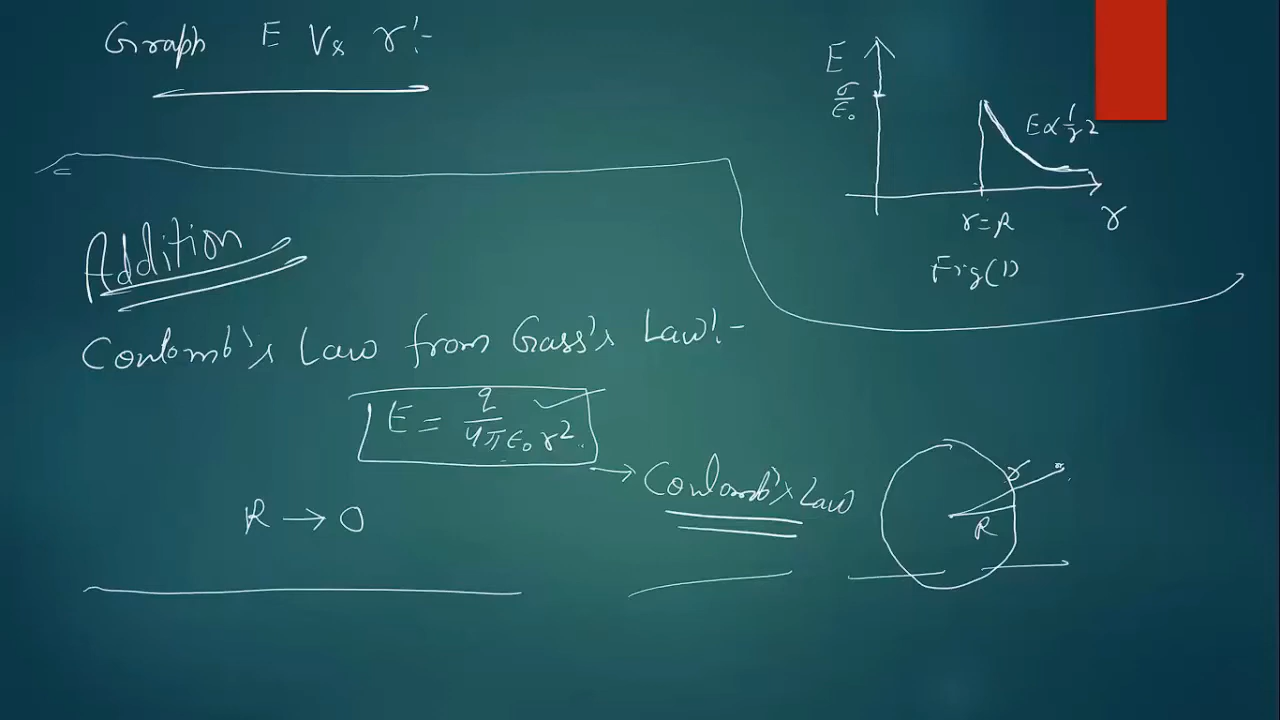 Graph E Vs r :-
E
σ/ε₀
E ∝ 1/r²
r=R
r
Fig(1)
Addition
Coulomb's Law from Gauss's Law :-
E = q/4πε₀r²
→ Coulomb's Law
R → 0
r
R